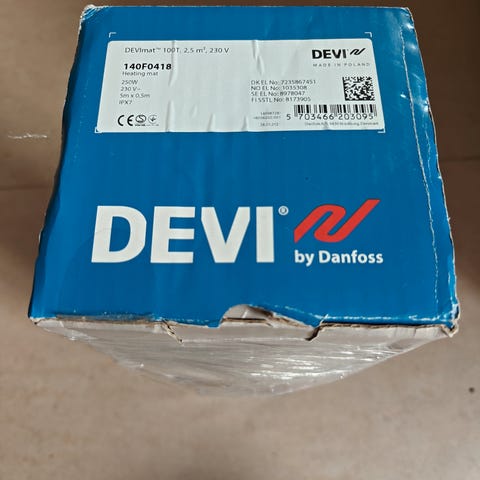 DEVImat™ 100T, 2,5 m², 230 V
140F0418
Heating mat
250W
230 V~
5m x 0,5m
IPX7
DEVI
MADE IN POLAND
DK EL No: 7235867451
NO EL No: 1035308
SE EL No: 8978047
FI SSTL No: 8173905
5 703466 203095
CE
EAC
DEVI®
by Danfoss